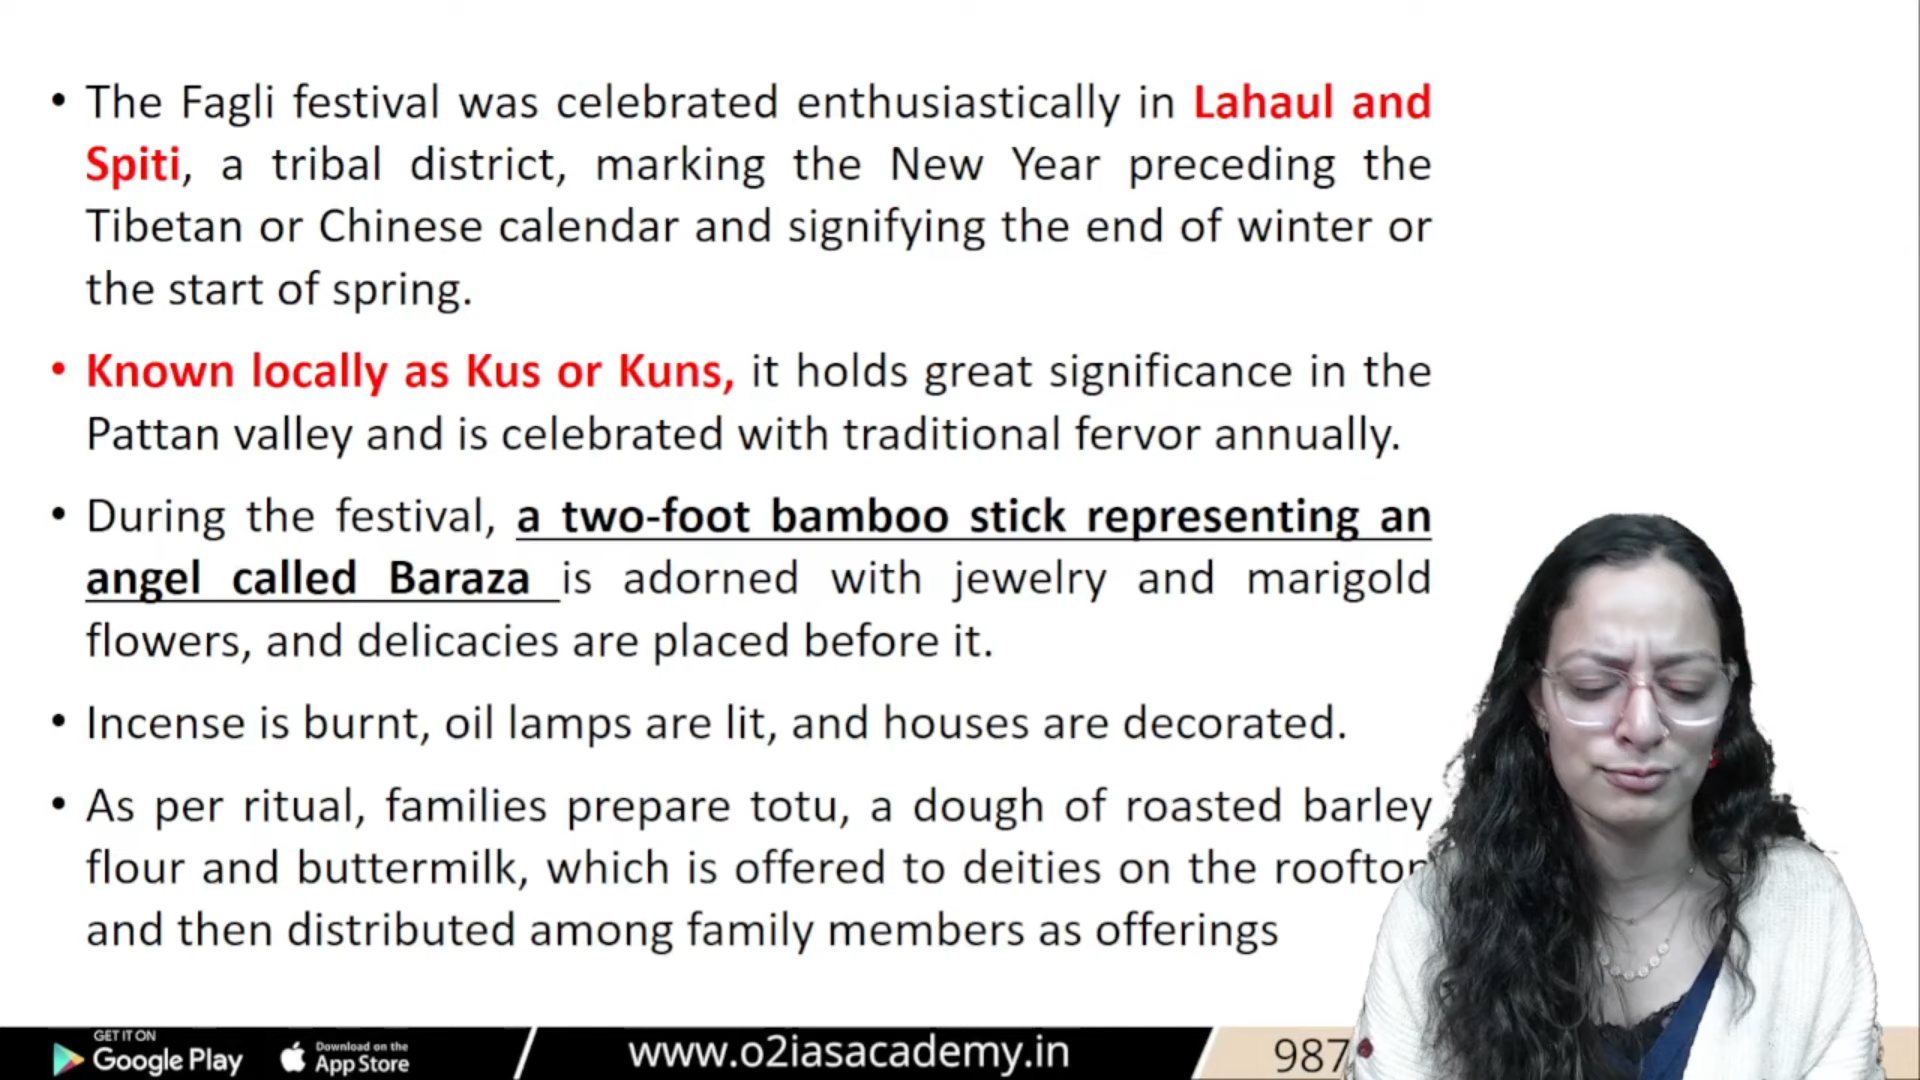 • The Fagli festival was celebrated enthusiastically in Lahaul and
Spiti, a tribal district, marking the New Year preceding the
Tibetan or Chinese calendar and signifying the end of winter or
the start of spring.
• Known locally as Kus or Kuns, it holds great significance in the
Pattan valley and is celebrated with traditional fervor annually.
• During the festival, a two-foot bamboo stick representing an
angel called Baraza is adorned with jewelry and marigold
flowers, and delicacies are placed before it.
• Incense is burnt, oil lamps are lit, and houses are decorated.
• As per ritual, families prepare totu, a dough of roasted barley
flour and buttermilk, which is offered to deities on the
and then distributed among family members as offerings
GET IT ON
Google Play
Download on the
App Store
www.o2iasacademy.in
987